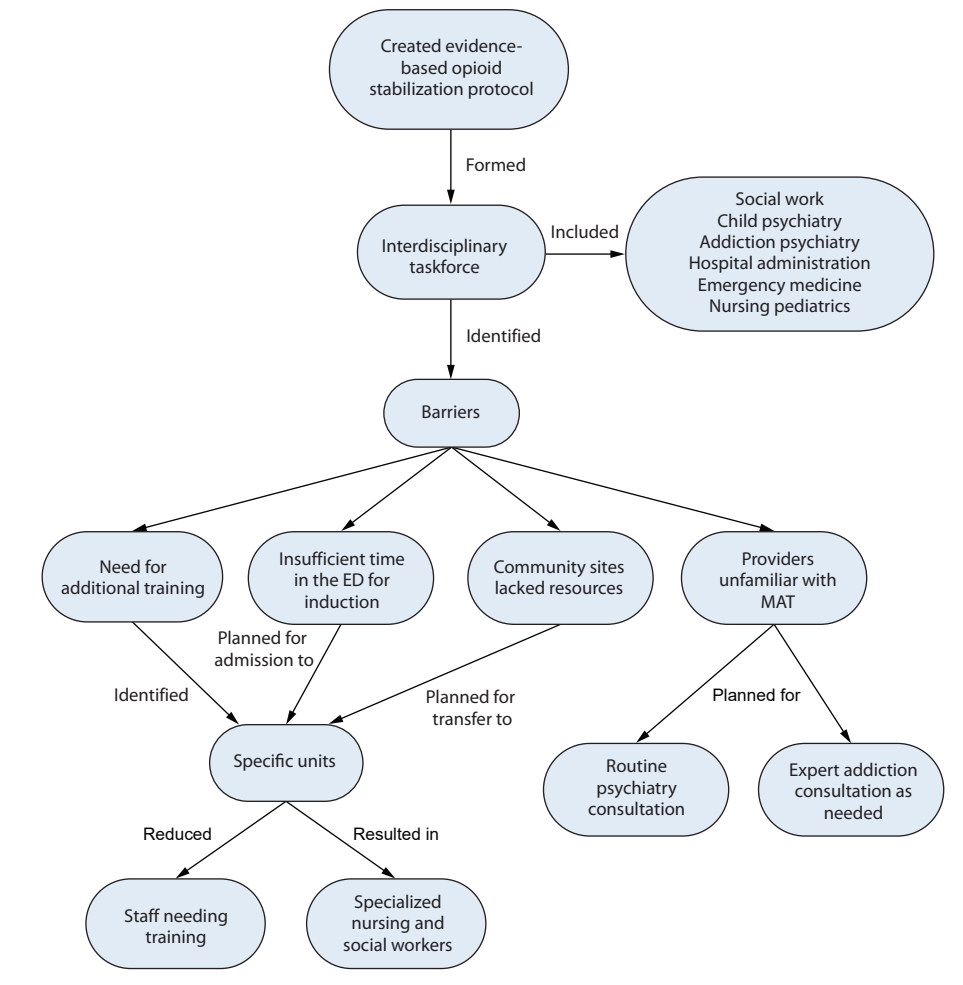 Created evidence-
based opioid
stabilization protocol
Formed
Interdisciplinary
taskforce
Included
Social work
Child psychiatry
Addiction psychiatry
Hospital administration
Emergency medicine
Nursing pediatrics
Identified
Barriers
Need for
additional training
Insufficient time
in the ED for
induction
Community sites
lacked resources
Providers
unfamiliar with
MAT
Identified
Planned for
admission to
Planned for
transfer to
Planned for
Specific units
Routine
psychiatry
consultation
Expert addiction
consultation as
needed
Reduced
Resulted in
Staff needing
training
Specialized
nursing and
social workers